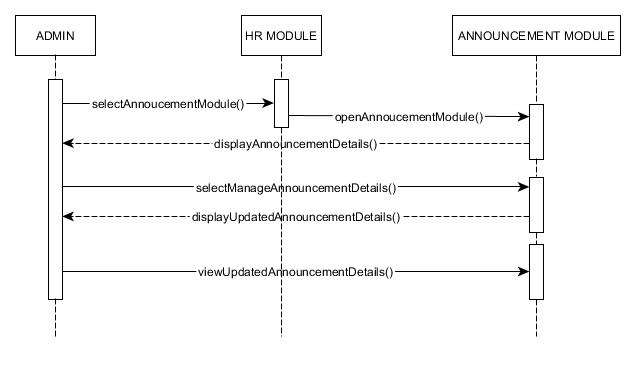 ADMIN
HR MODULE
ANNOUNCEMENT MODULE
selectAnnoucementModule()
openAnnoucementModule()
displayAnnouncementDetails()
selectManageAnnouncementDetails()
displayUpdatedAnnouncementDetails()
viewUpdatedAnnouncementDetails()